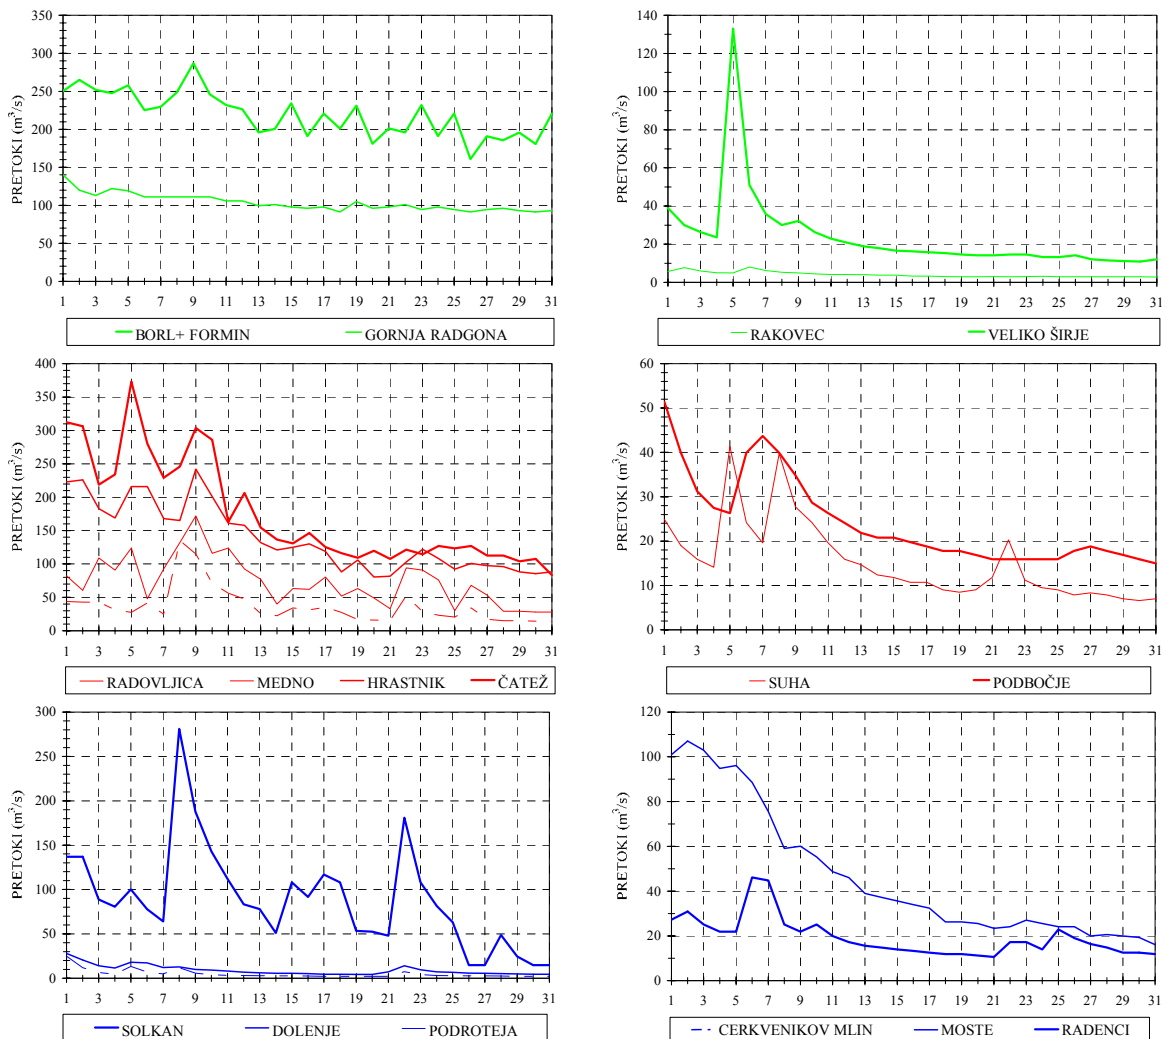 350
300
250
200
150
100
50
0
PRETOKI (m³/s)
1 3 5 7 9 11 13 15 17 19 21 23 25 27 29 31
BORL+ FORMIN GORNJA RADGONA
140
120
100
80
60
40
20
0
PRETOKI (m³/s)
1 3 5 7 9 11 13 15 17 19 21 23 25 27 29 31
RAKOVEC VELIKO ŠIRJE
400
350
300
250
200
150
100
50
0
PRETOKI (m³/s)
1 3 5 7 9 11 13 15 17 19 21 23 25 27 29 31
RADOVLJICA MEDNO HRASTNIK ČATEŽ
60
50
40
30
20
10
0
PRETOKI (m³/s)
1 3 5 7 9 11 13 15 17 19 21 23 25 27 29 31
SUHA PODBOČJE
300
250
200
150
100
50
0
PRETOKI (m³/s)
1 3 5 7 9 11 13 15 17 19 21 23 25 27 29 31
SOLKAN DOLENJE PODROTEJA
120
100
80
60
40
20
0
PRETOKI (m³/s)
1 3 5 7 9 11 13 15 17 19 21 23 25 27 29 31
CERKVENIKOV MLIN MOSTE RADENCI